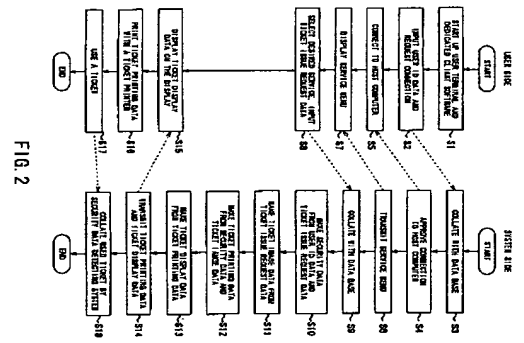 USER SIDE
START
START UP USER TERMINAL AND
DEDICATED CLIENT SOFTWARE
S1
INPUT USER ID DATA AND
REQUEST CONNECTION
S2
CONNECT TO HOST COMPUTER
S5
DISPLAY SERVICE MENU
S7
SELECT DESIRED SERVICE, INPUT
TICKET ISSUE REQUEST DATA
S8
DISPLAY TICKET DISPLAY
DATA ON THE DISPLAY
S15
PRINT TICKET PRINTING DATA
WITH A TICKET PRINTER
S16
USE A TICKET
S17
END
SYSTEM SIDE
START
COLLATE WITH DATA BASE
S3
APPROVE CONNECTION
TO HOST COMPUTER
S4
TRANSMIT SERVICE MENU
S6
COLLATE WITH DATA BASE
S9
MAKE SECURITY DATA
FROM USER ID DATA AND
TICKET ISSUE REQUEST DATA
S10
MAKE TICKET IMAGE DATA FROM
TICKET ISSUE REQUEST DATA
S11
MAKE TICKET PRINTING DATA
FROM SECURITY DATA AND
TICKET IMAGE DATA
S12
MAKE TICKET DISPLAY DATA
FROM TICKET PRINTING DATA
S13
TRANSMIT TICKET PRINTING DATA
AND TICKET DISPLAY DATA
S14
COLLATE USED TICKET BY
SECURITY DATA DETECTING SYSTEM
S18
END
FIG. 2